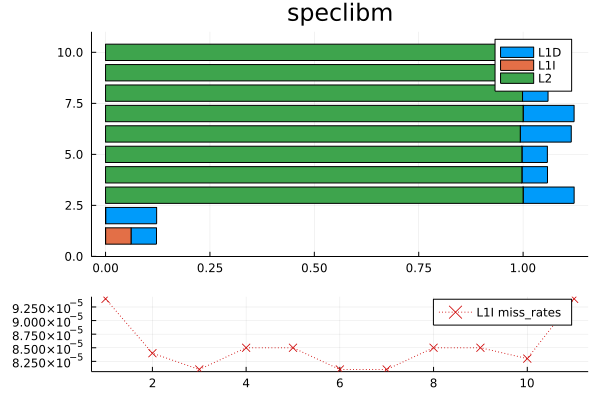 speclibm
10.0
7.5
5.0
2.5
0.0
0.00 0.25 0.50 0.75 1.00
L1D
L1I
L2
9.250×10⁻⁵
9.000×10⁻⁵
8.750×10⁻⁵
8.500×10⁻⁵
8.250×10⁻⁵
L1I miss_rates
2 4 6 8 10